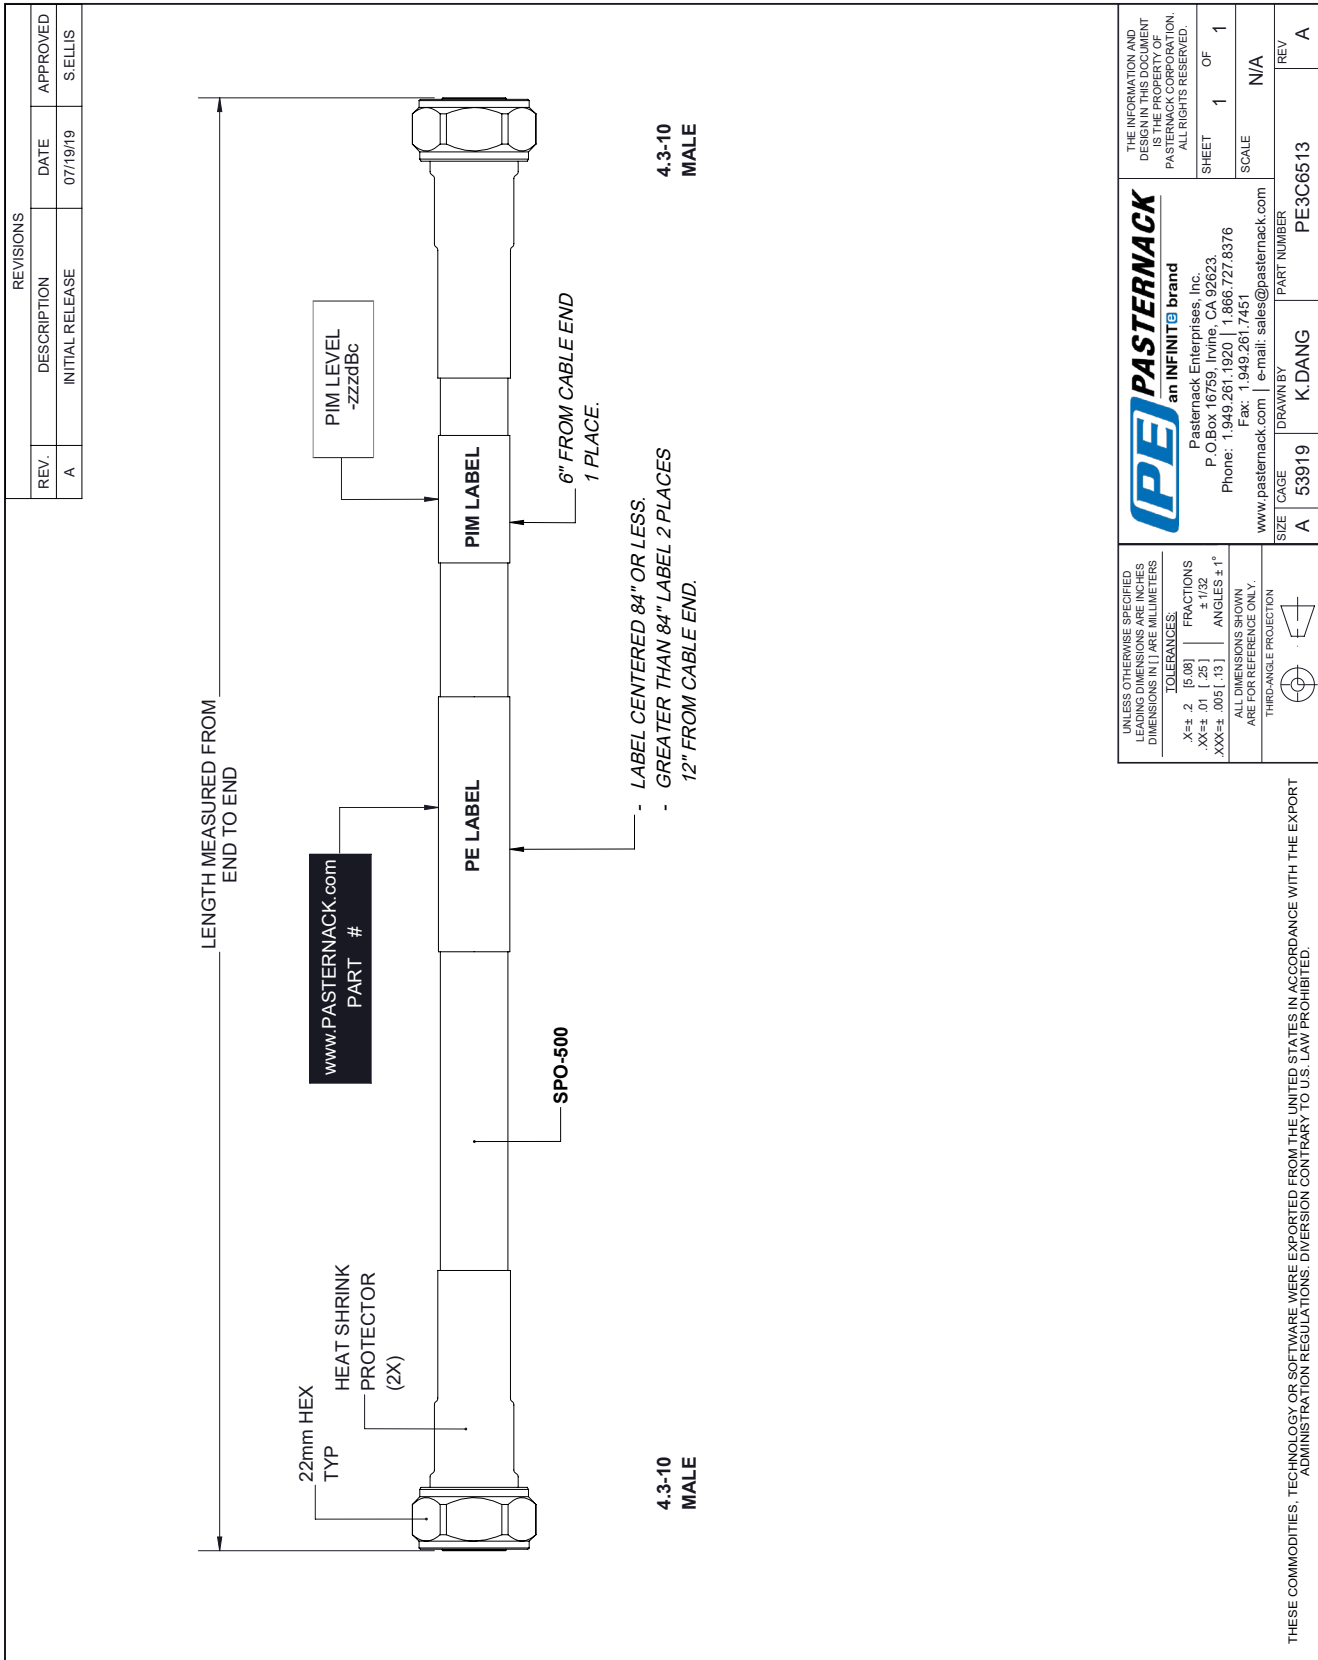 REVISIONS
REV. DESCRIPTION DATE APPROVED
A INITIAL RELEASE 07/19/19 S.ELLIS
LENGTH MEASURED FROM
END TO END
22mm HEX
TYP
HEAT SHRINK
PROTECTOR
(2X)
www.PASTERNACK.com
PART #
PIM LEVEL
-zzzdBc
PE LABEL
PIM LABEL
SPO-500
6" FROM CABLE END
1 PLACE.
- LABEL CENTERED 84" OR LESS.
- GREATER THAN 84" LABEL 2 PLACES
12" FROM CABLE END.
4.3-10
MALE
4.3-10
MALE
UNLESS OTHERWISE SPECIFIED
LEADING DIMENSIONS ARE INCHES
DIMENSIONS IN [ ] ARE MILLIMETERS
TOLERANCES:
.X=± .2 [5.08] FRACTIONS
.XX=± .01 [ .25 ] ± 1/32
.XXX=± .005 [ .13 ] ANGLES ± 1°
ALL DIMENSIONS SHOWN
ARE FOR REFERENCE ONLY.
THIRD-ANGLE PROJECTION
PE PASTERNACK
an INFINITe brand
Pasternack Enterprises, Inc.
P.O.Box 16759, Irvine, CA 92623.
Phone: 1.949.261.1920 | 1.866.727.8376
Fax: 1.949.261.7451
www.pasternack.com | e-mail: sales@pasternack.com
THE INFORMATION AND
DESIGN IN THIS DOCUMENT
IS THE PROPERTY OF
PASTERNACK CORPORATION.
ALL RIGHTS RESERVED.
SHEET 1 OF 1
SCALE N/A
SIZE CAGE DRAWN BY PART NUMBER REV
A 53919 K.DANG PE3C6513 A
THESE COMMODITIES, TECHNOLOGY OR SOFTWARE WERE EXPORTED FROM THE UNITED STATES IN ACCORDANCE WITH THE EXPORT
ADMINISTRATION REGULATIONS. DIVERSION CONTRARY TO U.S. LAW PROHIBITED.